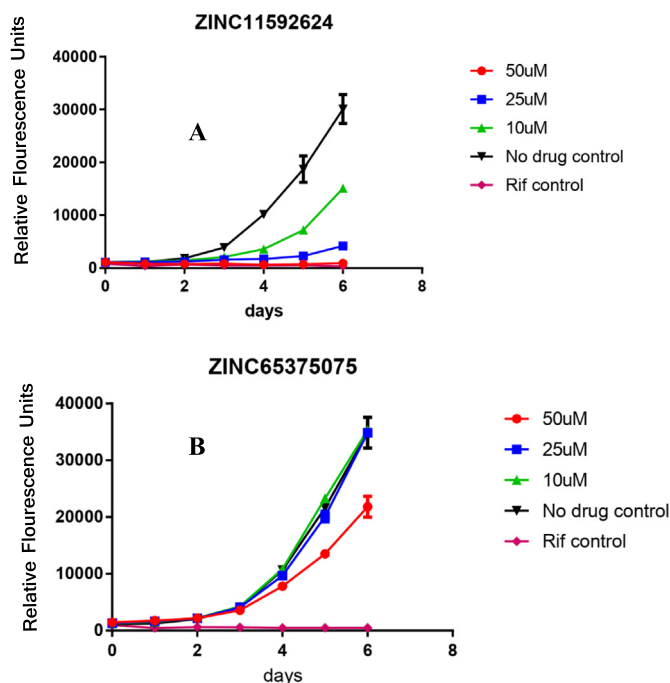 ZINC11592624
Relative Flourescence Units
40000
30000
20000
10000
0
A
0 2 4 6 8
days
50uM
25uM
10uM
No drug control
Rif control
ZINC65375075
Relative Flourescence Units
40000
30000
20000
10000
0
B
0 2 4 6 8
days
50uM
25uM
10uM
No drug control
Rif control